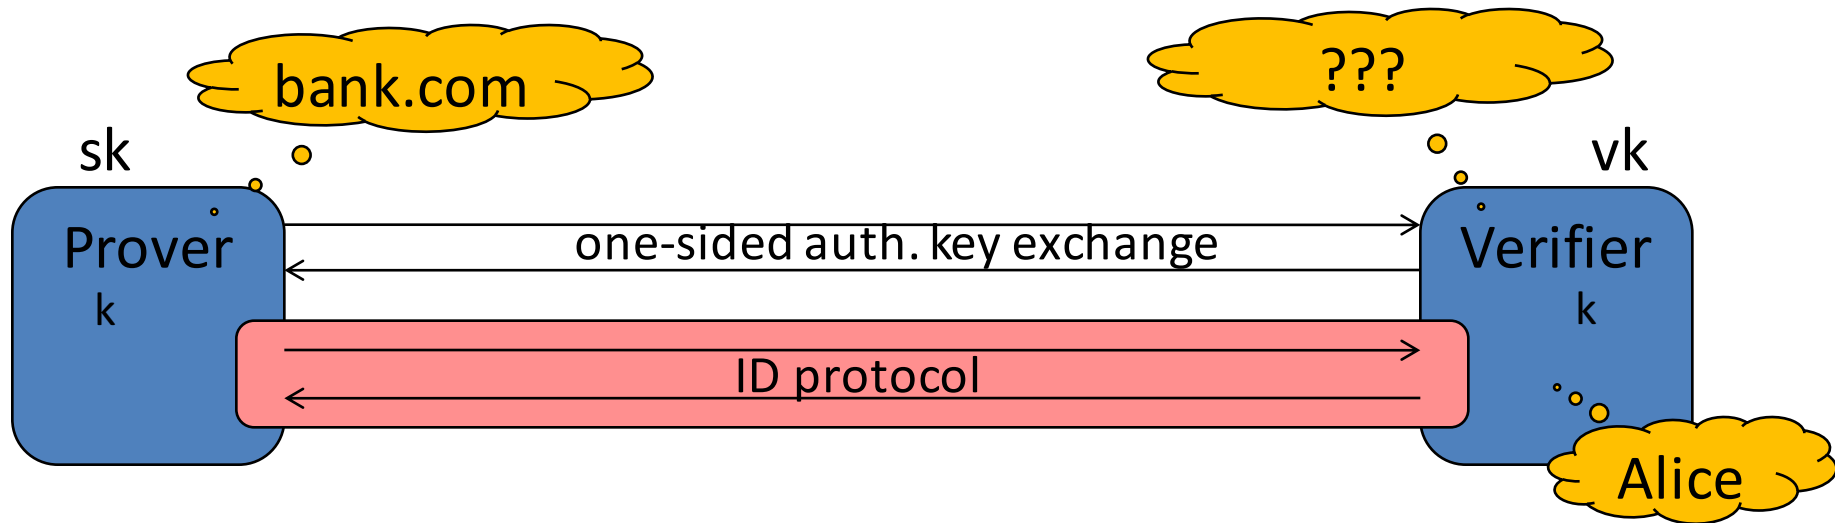 bank.com
???
sk
vk
Prover
one-sided auth. key exchange
Verifier
k
k
ID protocol
Alice